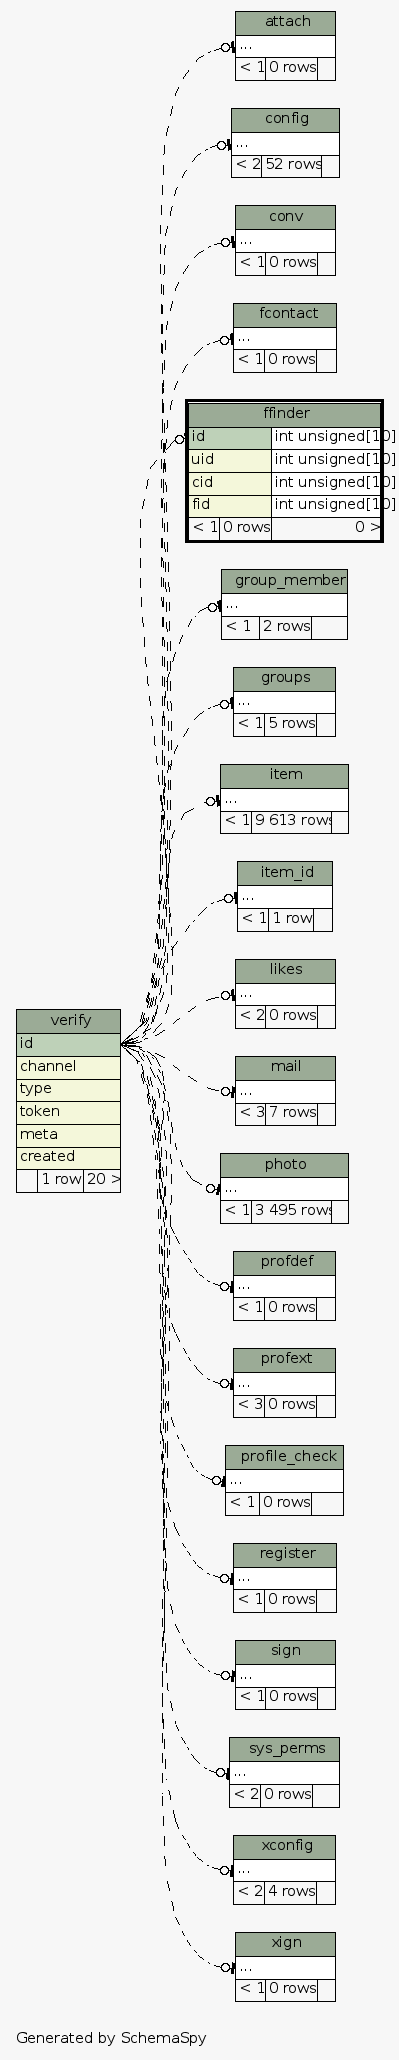 attach
...
< 1 0 rows
config
...
< 2 52 rows
conv
...
< 1 0 rows
fcontact
...
< 1 0 rows
ffinder
id int unsigned[10]
uid int unsigned[10]
cid int unsigned[10]
fid int unsigned[10]
< 1 0 rows 0 >
group_member
...
< 1 2 rows
groups
...
< 1 5 rows
item
...
< 1 9 613 rows
item_id
...
< 1 1 row
likes
...
< 2 0 rows
verify
id
channel
type
token
meta
created
1 row 20 >
mail
...
< 3 7 rows
photo
...
< 1 3 495 rows
profdef
...
< 1 0 rows
profext
...
< 3 0 rows
profile_check
...
< 1 0 rows
register
...
< 1 0 rows
sign
...
< 1 0 rows
sys_perms
...
< 2 0 rows
xconfig
...
< 2 4 rows
xign
...
< 1 0 rows
Generated by SchemaSpy